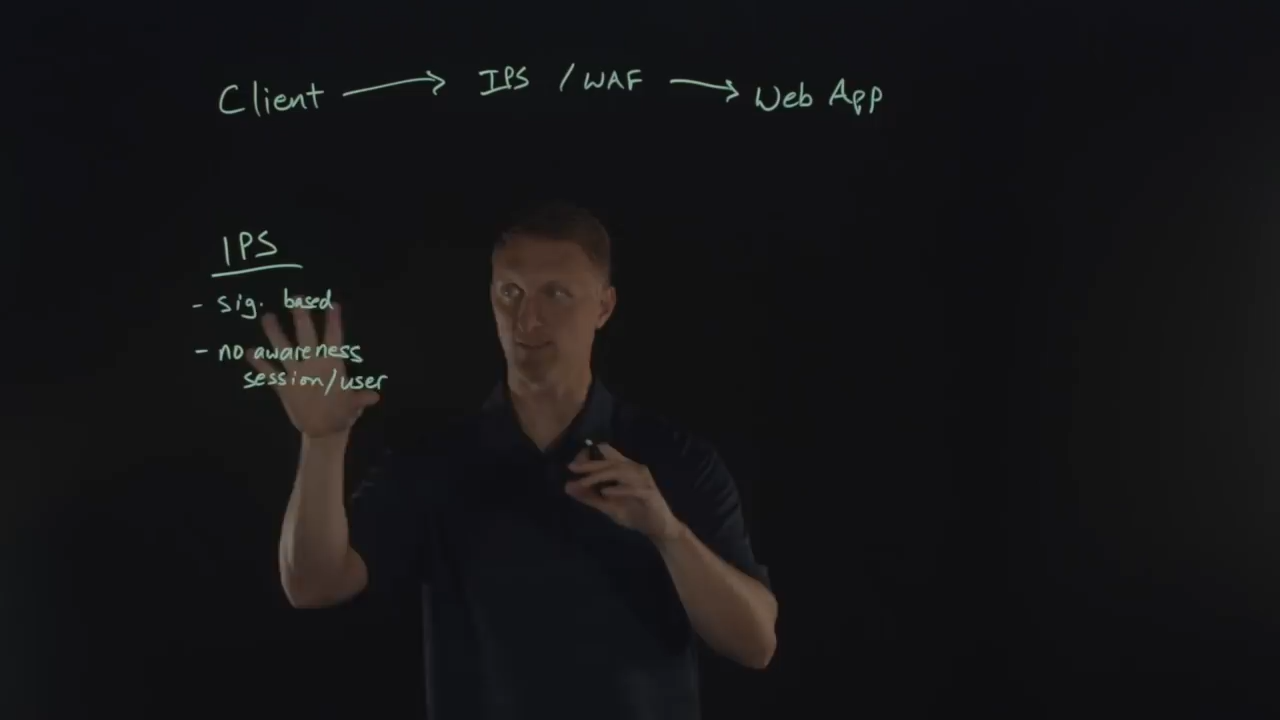 Client → IPS / WAF → Web App
IPS
- sig. based
- no awareness
session/user